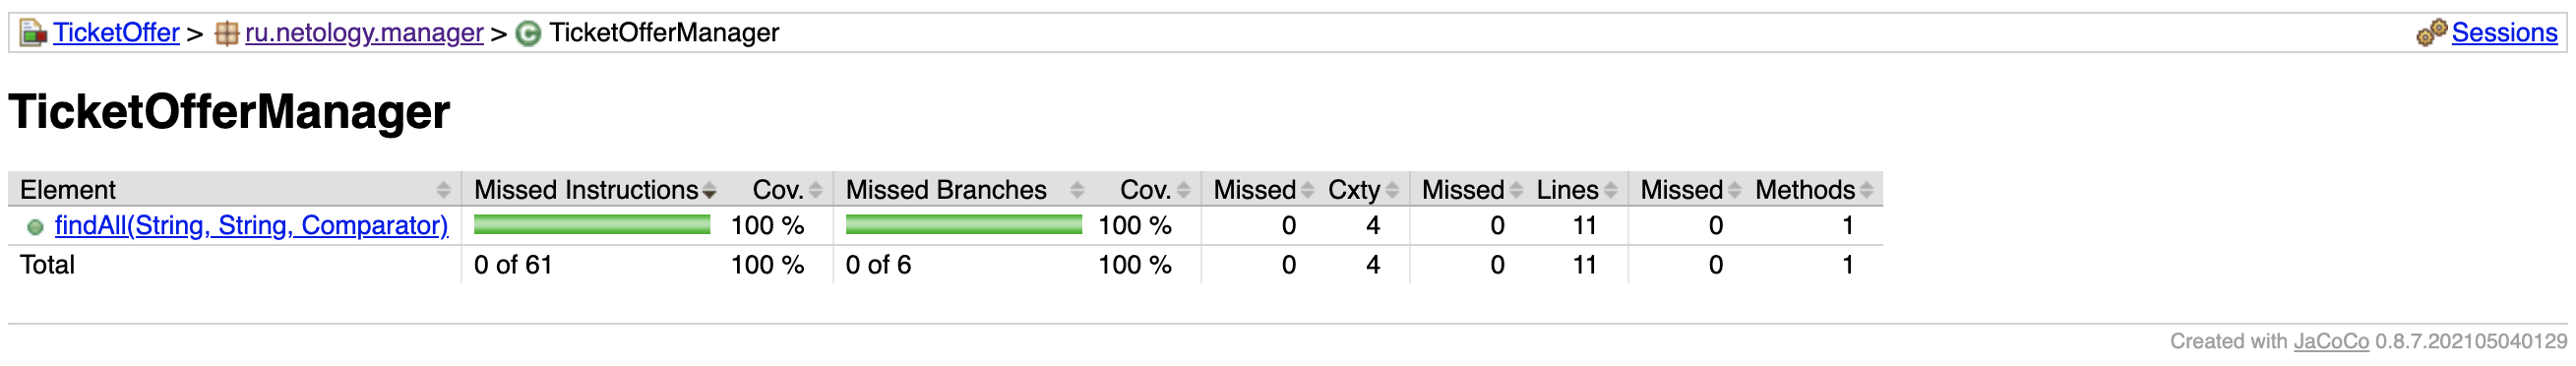 TicketOffer > ru.netology.manager > TicketOfferManager Sessions
TicketOfferManager
Element Missed Instructions Cov. Missed Branches Cov. Missed Cxty Missed Lines Missed Methods
findAll(String, String, Comparator) 100 % 100 % 0 4 0 11 0 1
Total 0 of 61 100 % 0 of 6 100 % 0 4 0 11 0 1
Created with JaCoCo 0.8.7.202105040129